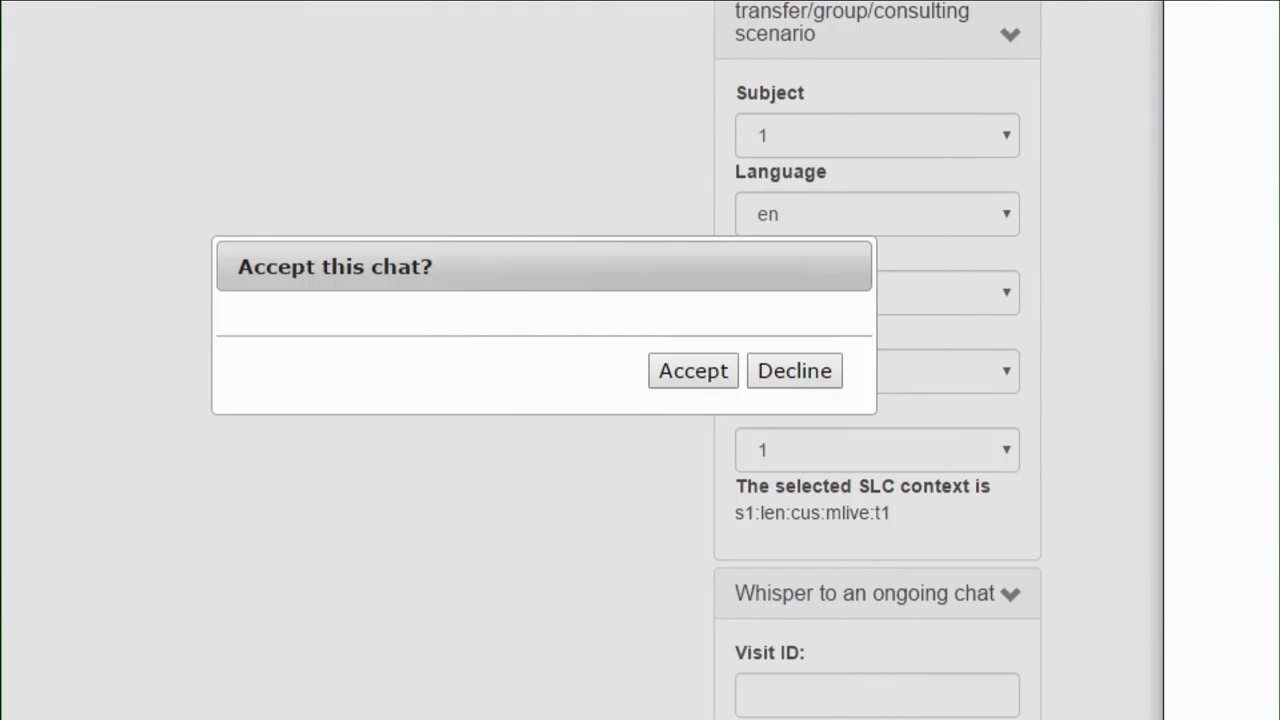 transfer/group/consulting
scenario
Subject
1
Language
en
Accept this chat?
Accept Decline
1
The selected SLC context is
s1:len:cus:mlive:t1
Whisper to an ongoing chat
Visit ID: